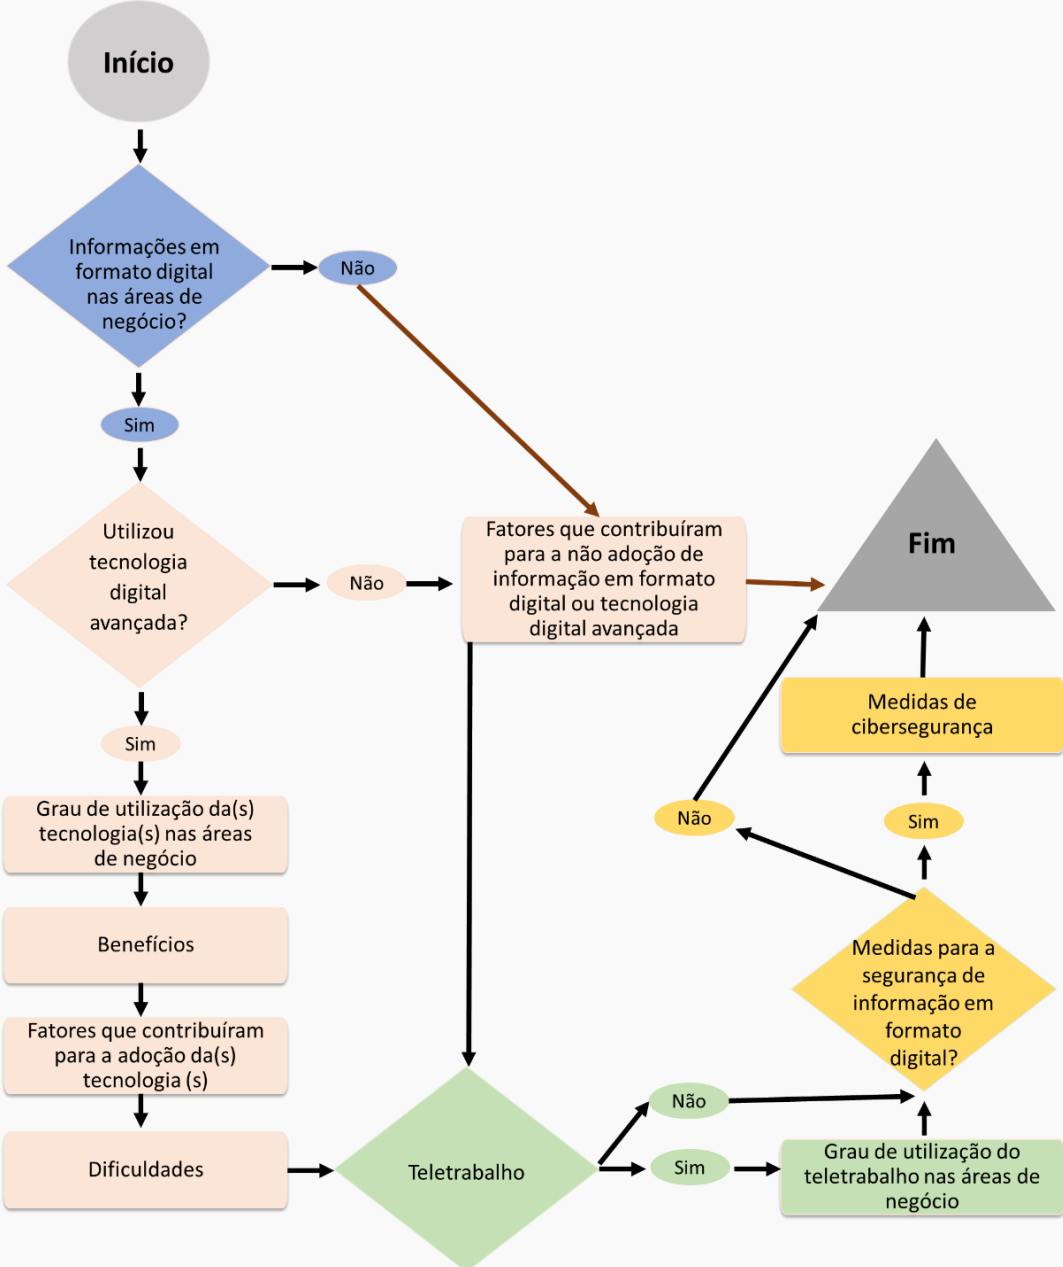 Início
Informações em
formato digital
nas áreas de
negócio?
Não
Sim
Utilizou
tecnologia
digital
avançada?
Não
Fatores que contribuíram
para a não adoção de
informação em formato
digital ou tecnologia
digital avançada
Fim
Sim
Grau de utilização da(s)
tecnologia(s) nas áreas
de negócio
Benefícios
Fatores que contribuíram
para a adoção da(s)
tecnologia (s)
Dificuldades
Teletrabalho
Não
Sim
Grau de utilização do
teletrabalho nas áreas de
negócio
Medidas para a
segurança de
informação em
formato
digital?
Não
Sim
Medidas de
cibersegurança